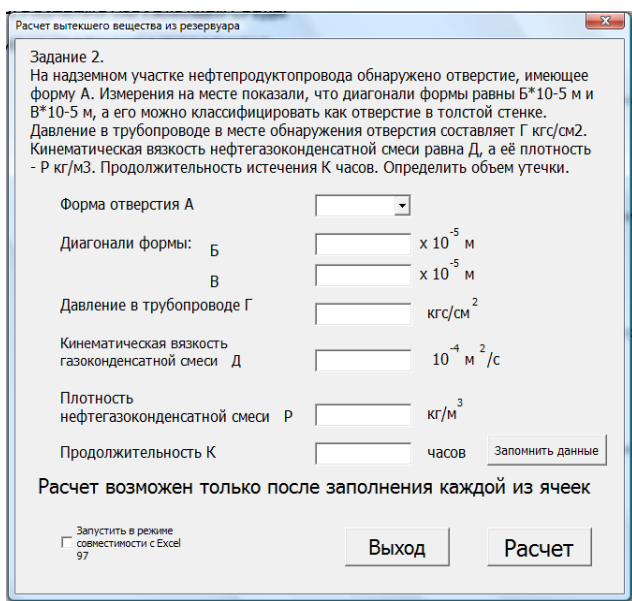 Расчет вытекшего вещества из резервуара
Задание 2.
На надземном участке нефтепродуктопровода обнаружено отверстие, имеющее
форму А. Измерения на месте показали, что диагонали формы равны Б*10-5 м и
В*10-5 м, а его можно классифицировать как отверстие в толстой стенке.
Давление в трубопроводе в месте обнаружения отверстия составляет Г кгс/см2.
Кинематическая вязкость нефтегазоконденсатной смеси равна Д, а её плотность
- Р кг/м3. Продолжительность истечения К часов. Определить объем утечки.
Форма отверстия А
Диагонали формы: Б х 10⁻⁵ м
В х 10⁻⁵ м
Давление в трубопроводе Г кгс/см²
Кинематическая вязкость
газоконденсатной смеси Д 10⁻⁴ м²/с
Плотность
нефтегазоконденсатной смеси Р кг/м³
Продолжительность К часов Запомнить данные
Расчет возможен только после заполнения каждой из ячеек
Запустить в режиме
совместимости с Excel
97
Выход Расчет